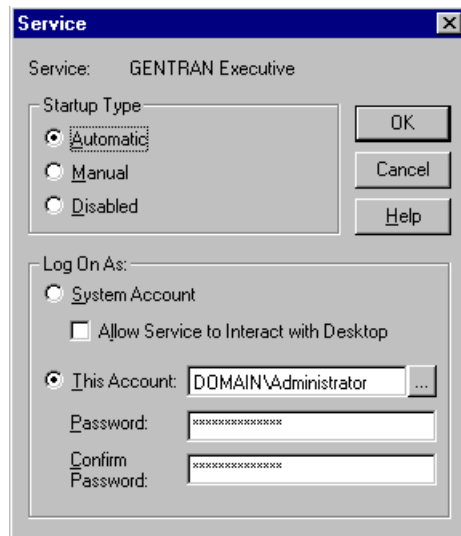 Service
Service: GENTRAN Executive
Startup Type
Automatic
Manual
Disabled
OK
Cancel
Help
Log On As:
System Account
Allow Service to Interact with Desktop
This Account: DOMAIN\Administrator ...
Password: **************
Confirm Password: **************